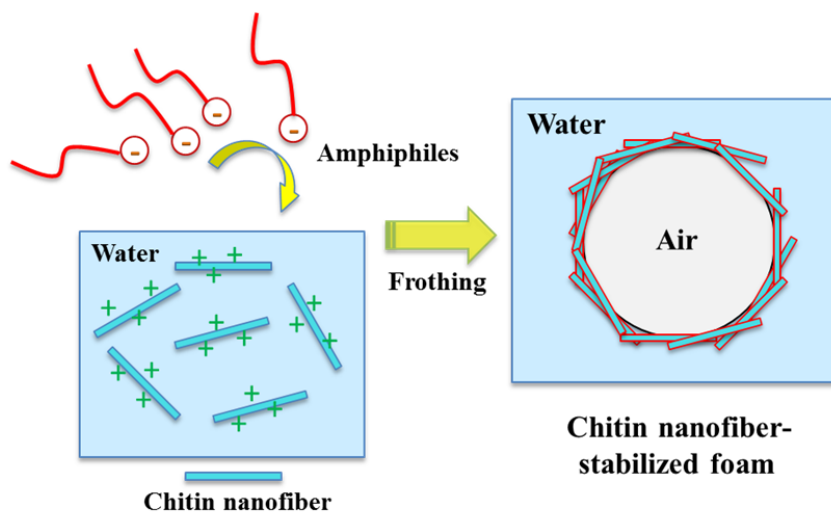 Amphiphiles
Water
Chitin nanofiber
Frothing
Water
Air
Chitin nanofiber-
stabilized foam